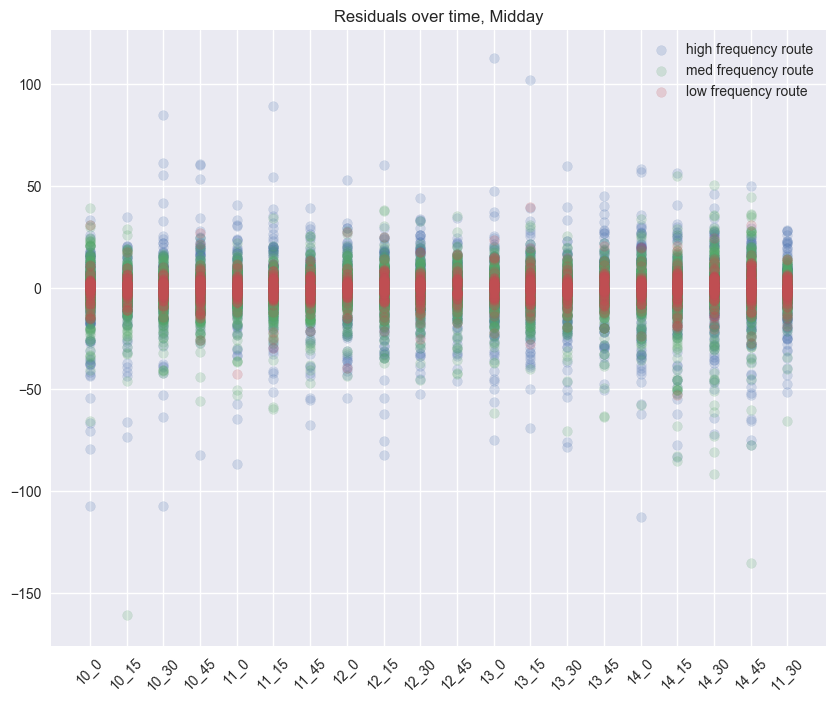 Residuals over time, Midday
high frequency route
med frequency route
low frequency route
100
50
0
−50
−100
−150
10_0 10_15 10_30 10_45 11_0 11_15 11_45 12_0 12_15 12_30 12_45 13_0 13_15 13_30 13_45 14_0 14_15 14_30 14_45 11_30